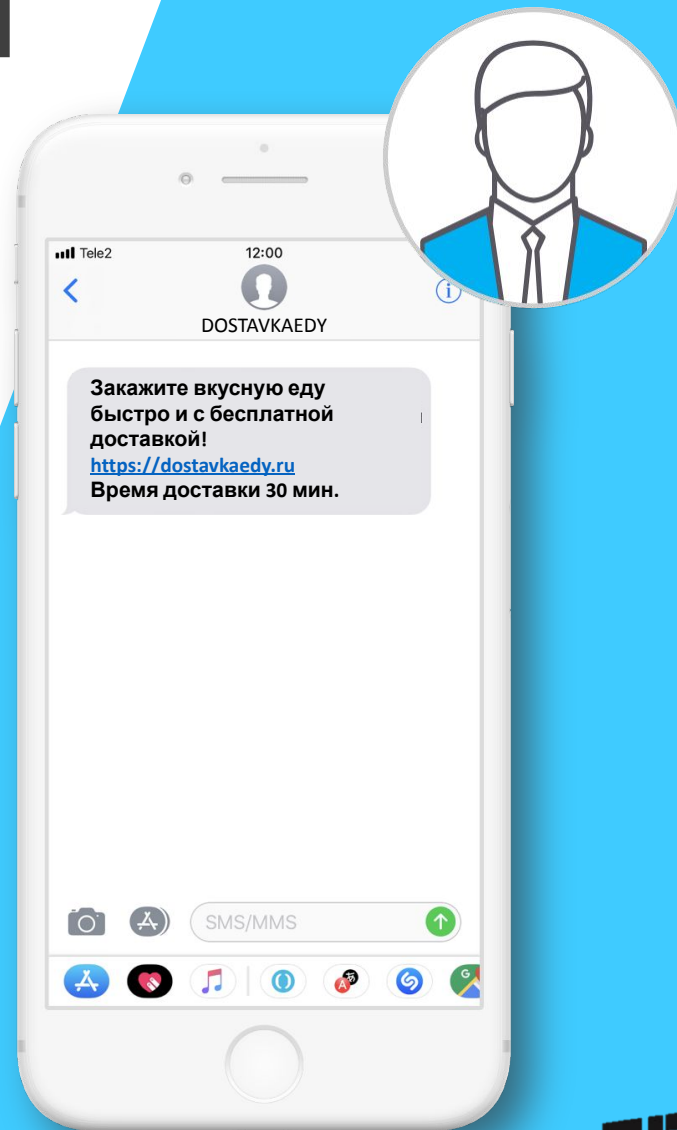 Tele2
12:00
DOSTAVKAEDY
Закажите вкусную еду
быстро и с бесплатной
доставкой!
https://dostavkaedy.ru
Время доставки 30 мин.
SMS/MMS